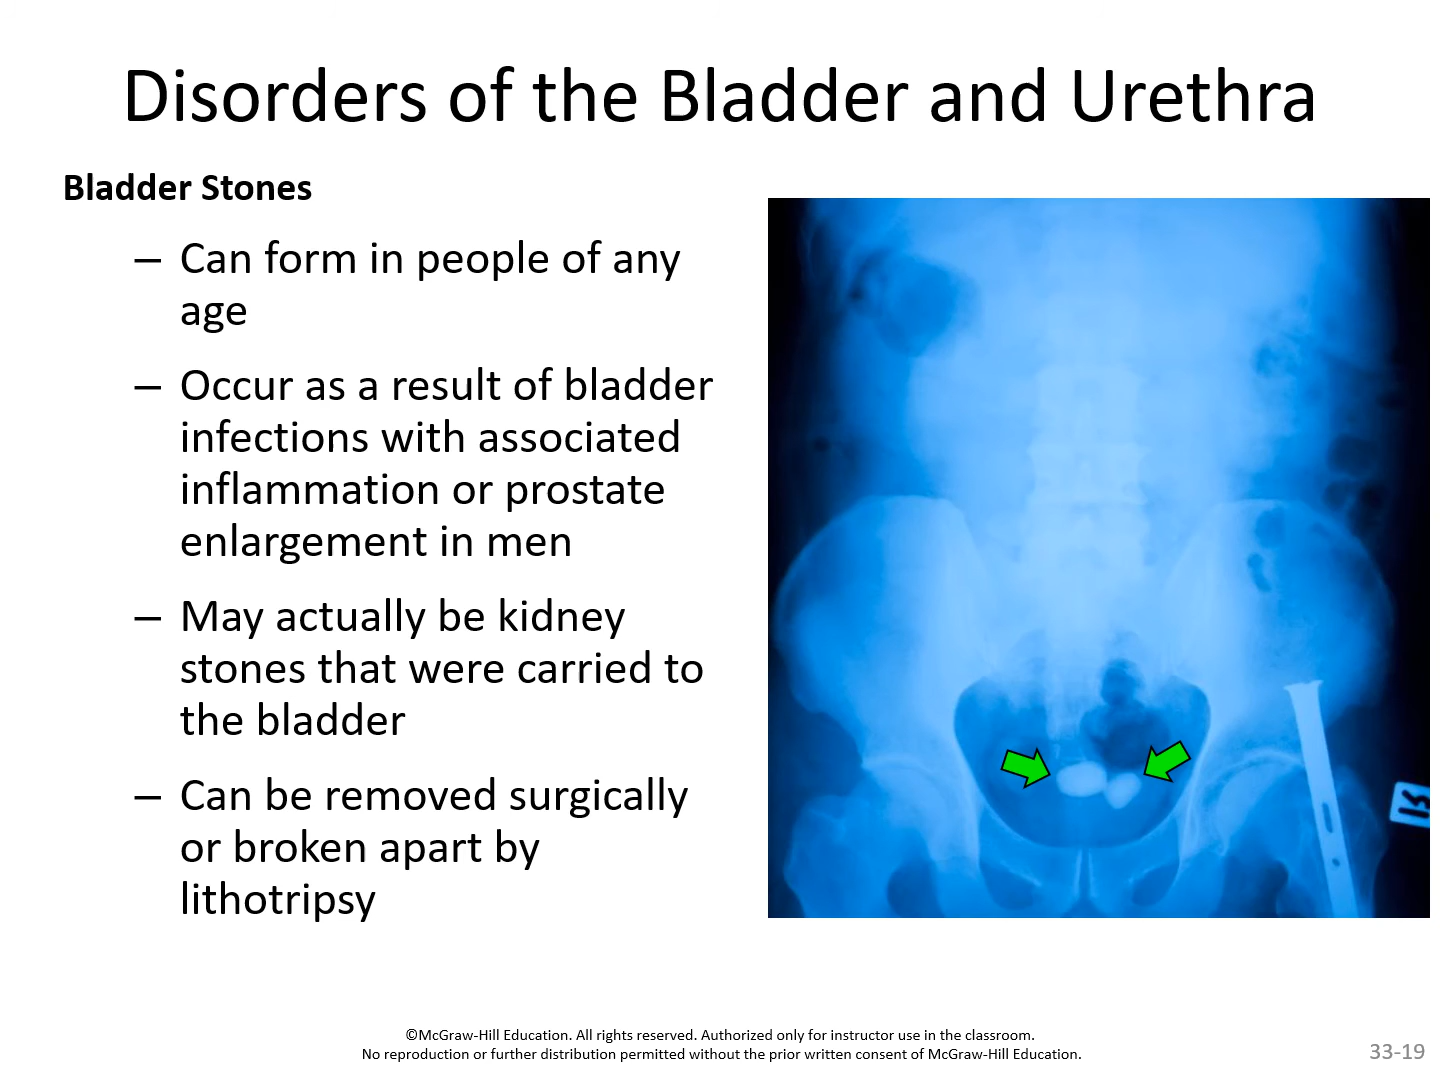 Disorders of the Bladder and Urethra
Bladder Stones
– Can form in people of any
age
– Occur as a result of bladder
infections with associated
inflammation or prostate
enlargement in men
– May actually be kidney
stones that were carried to
the bladder
– Can be removed surgically
or broken apart by
lithotripsy
©McGraw-Hill Education. All rights reserved. Authorized only for instructor use in the classroom.
No reproduction or further distribution permitted without the prior written consent of McGraw-Hill Education.
33-19